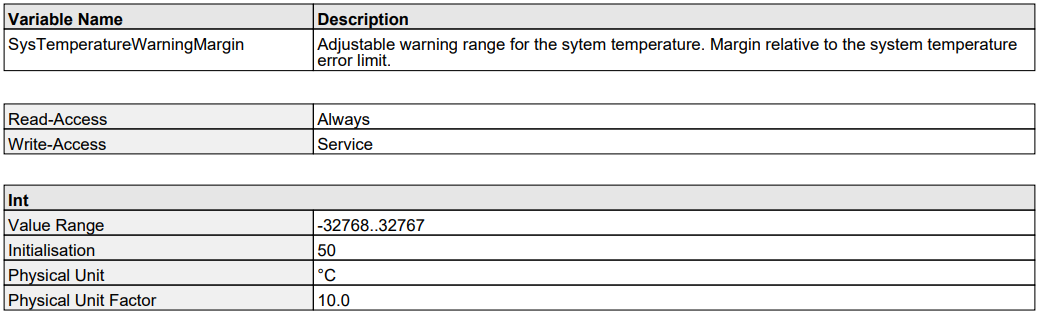 Variable Name Description
SysTemperatureWarningMargin Adjustable warning range for the sytem temperature. Margin relative to the system temperature
error limit.
Read-Access Always
Write-Access Service
Int
Value Range -32768..32767
Initialisation 50
Physical Unit °C
Physical Unit Factor 10.0